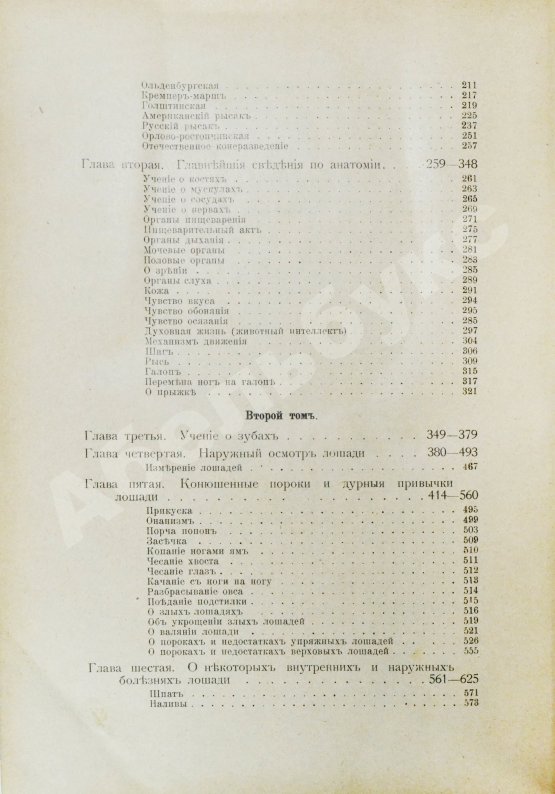 Ольденбургская 211
Кремперъ-маршъ 217
Голштинская 219
Американскій рысакъ 225
Русскій рысакъ 237
Орлово-ростопчинская 251
Отечественное коннозаведеніе 257
Глава вторая. Главнѣйшія свѣдѣнія по анатоміи. 259—348
Ученіе о костяхъ 261
Ученіе о мускулахъ 263
Ученіе о сосудахъ 265
Ученіе о нервахъ 269
Органы пищеваренія 271
Пищеварительный актъ 275
Органы дыханія 277
Мочевые органы 281
Половые органы 283
О зрѣніи 285
Органы слуха 289
Кожа 291
Чувство вкуса 294
Чувство обонянія 295
Чувство осязанія 285
Духовная жизнь (животный интеллектъ) 297
Механизмъ движенія 304
Шагъ 306
Рысь 309
Галопъ 315
Перемѣна ногъ на галопѣ 317
О прыжкѣ 321
Второй томъ.
Глава третья. Ученіе о зубахъ 349—379
Глава четвертая. Наружный осмотръ лошади 380—493
Измѣреніе лошадей 467
Глава пятая. Конюшенные пороки и дурныя привычки
лошади 414—560
Прикуска 495
Онанизмъ 499
Порча попонъ 503
Засѣчка 509
Копаніе ногами ямъ 510
Чесаніе хвоста 511
Чесаніе глазъ 512
Качаніе съ ноги на ногу 513
Разбрасываніе овса 514
Поѣданіе подстилки 515
О злыхъ лошадяхъ 516
Объ укрощеніи злыхъ лошадей 519
О валяніи лошади 521
О порокахъ и недостаткахъ упряжныхъ лошадей 526
О порокахъ и недостаткахъ верховыхъ лошадей 555
Глава шестая. О нѣкоторыхъ внутреннихъ и наружныхъ
болѣзняхъ лошади 561—625
Шпатъ 571
Наливы 573